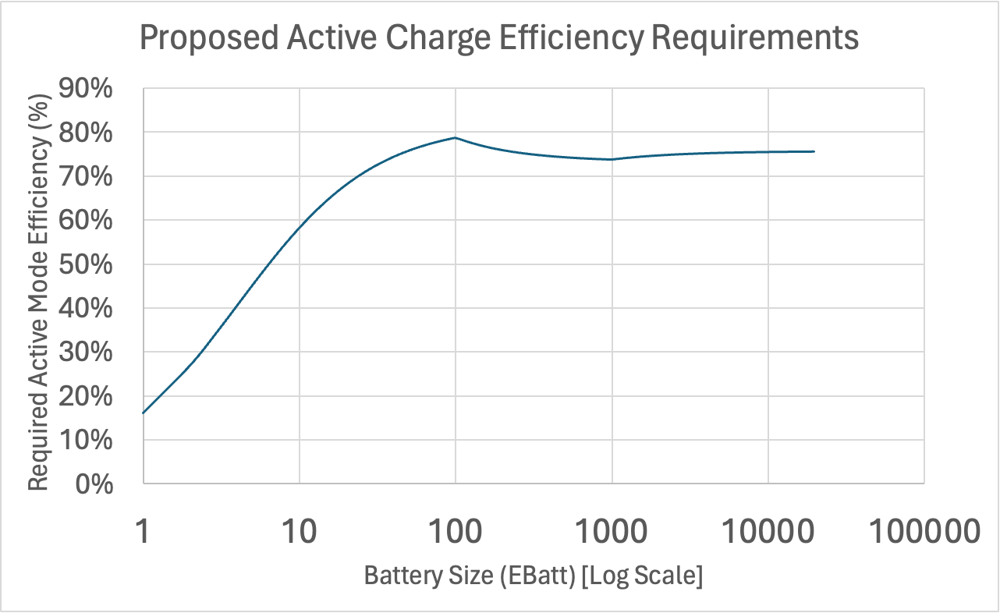 Proposed Active Charge Efficiency Requirements
Required Active Mode Efficiency (%)
90%
80%
70%
60%
50%
40%
30%
20%
10%
0%
1 10 100 1000 10000 100000
Battery Size (EBatt) [Log Scale]